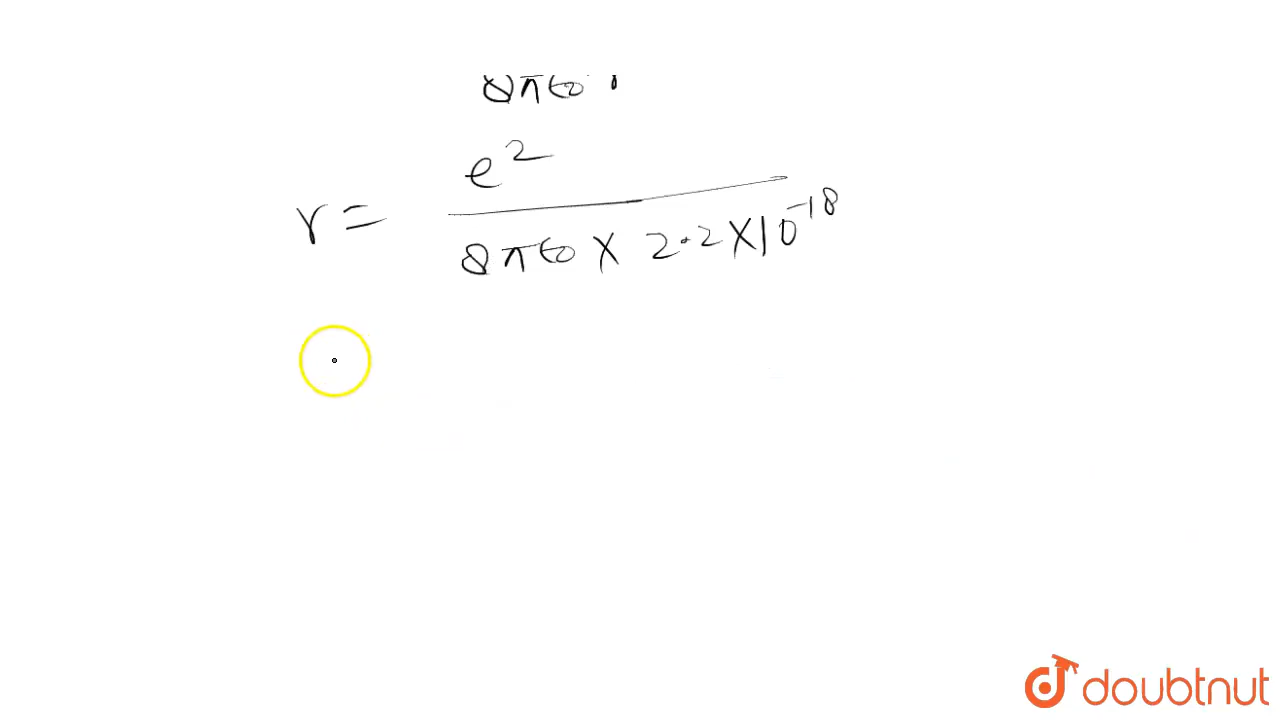 8πε0 r
e²
r =
8πε0 × 2.2 × 10⁻¹⁸
doubtnut